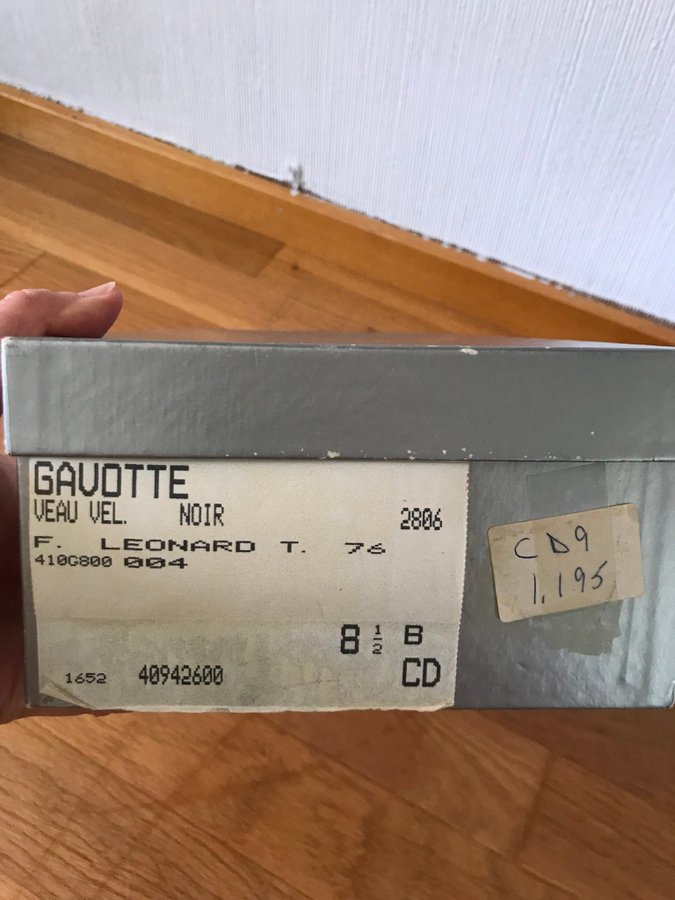 GAVOTTE
VEAU VEL. NOIR 2806
F. LEONARD T. 76
410G800 004
8 1/2 B
1652 40942600 CD
CD9
1.195